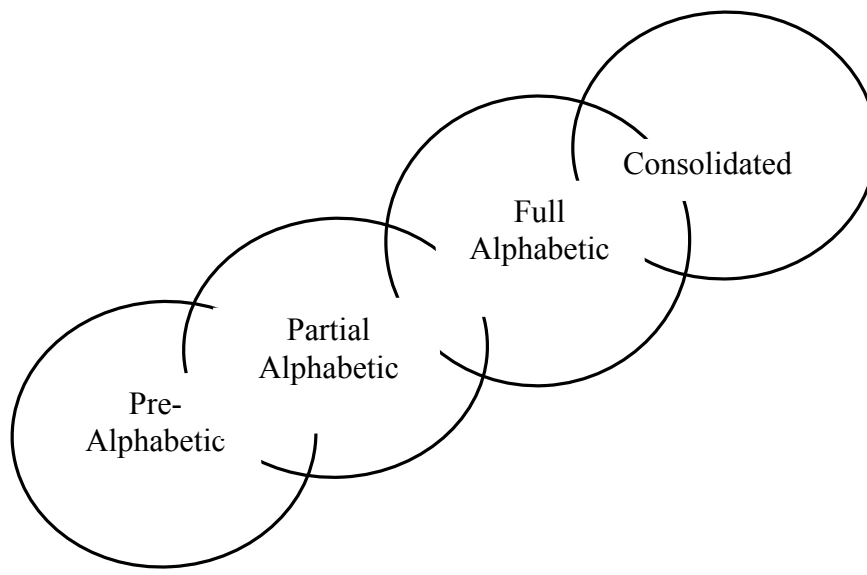 Consolidated
Full
Alphabetic
Partial
Alphabetic
Pre-
Alphabetic